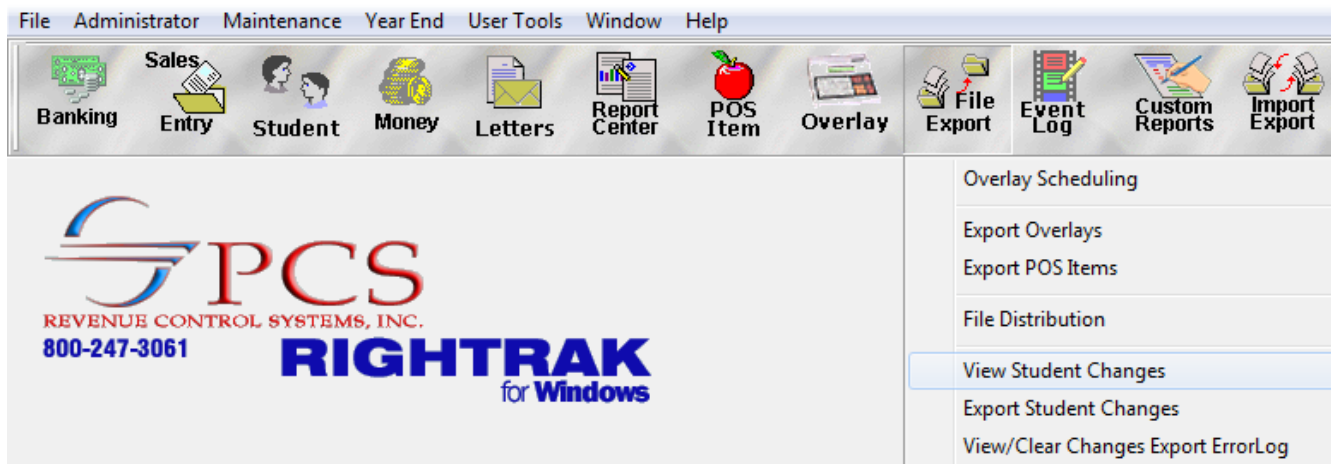 File Administrator Maintenance Year End User Tools Window Help
Banking
Sales Entry
Student
Money
Letters
Report Center
POS Item
Overlay
File Export
Event Log
Custom Reports
Import Export
Overlay Scheduling
Export Overlays
Export POS Items
File Distribution
View Student Changes
Export Student Changes
View/Clear Changes Export ErrorLog
PCS
REVENUE CONTROL SYSTEMS, INC.
800-247-3061
RIGHTRAK
for Windows